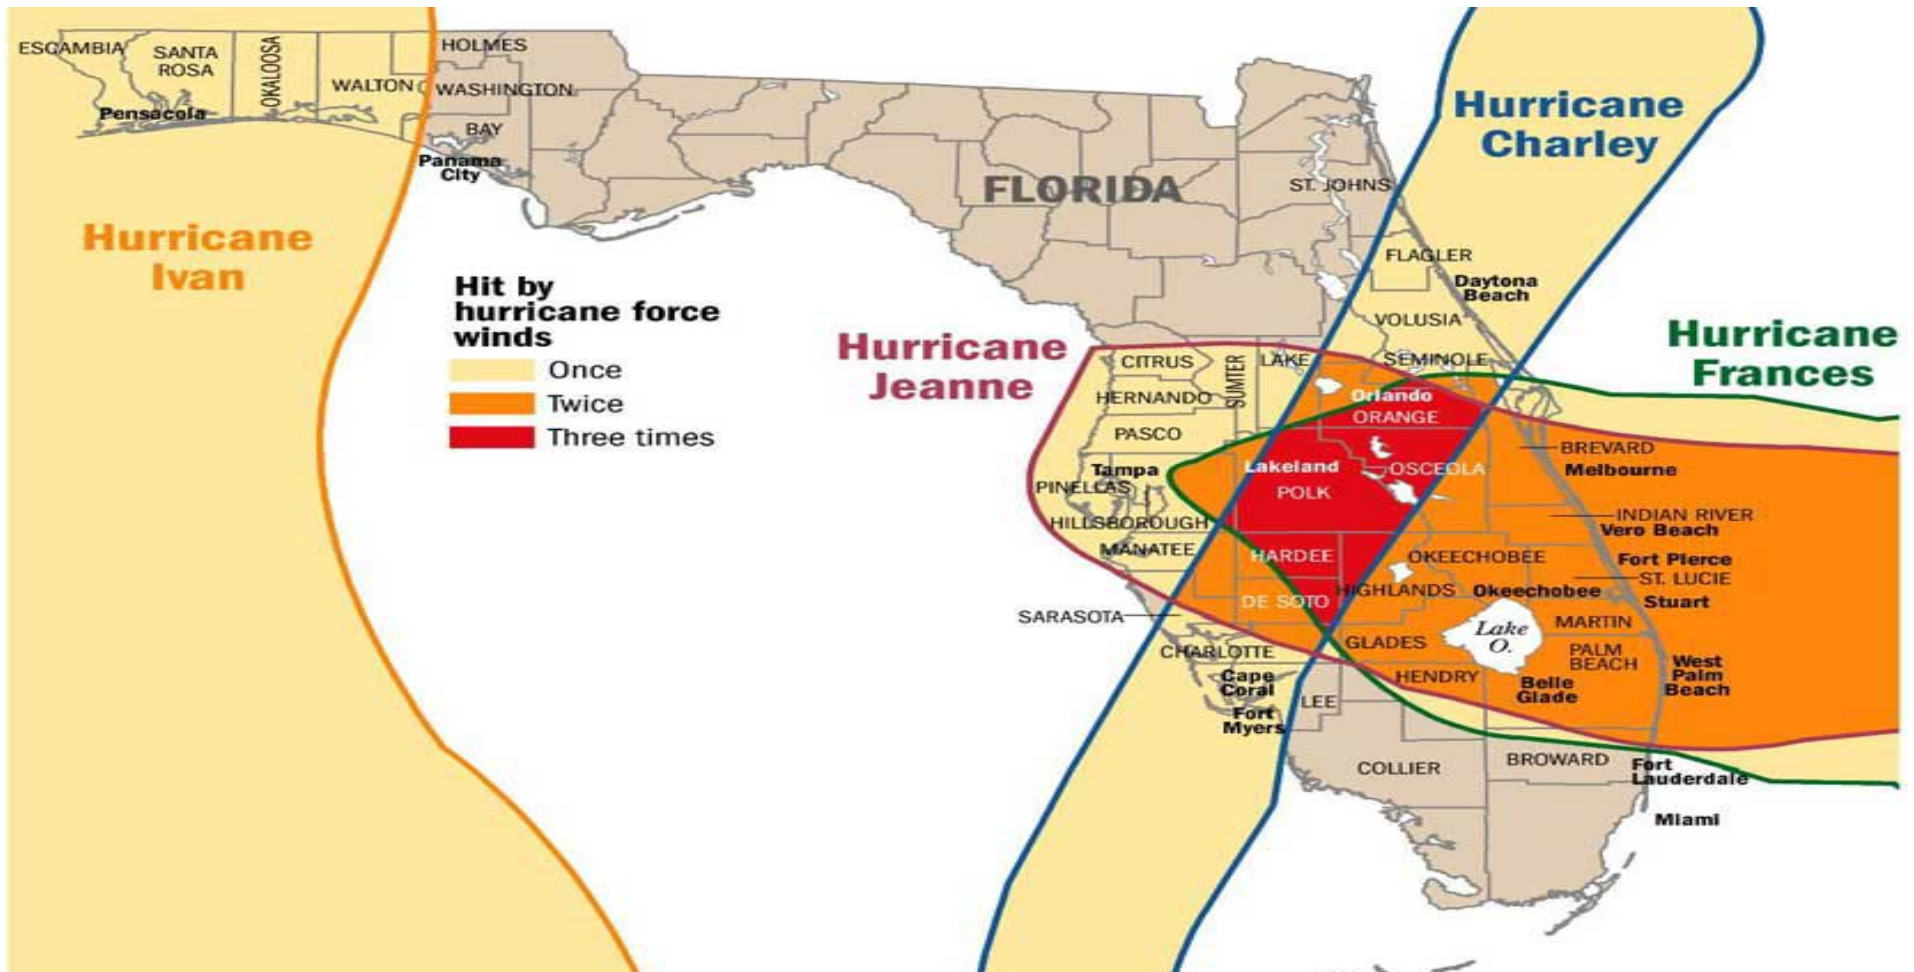 ESCAMBIA
SANTA
ROSA
OKALOOSA
WALTON
HOLMES
WASHINGTON
BAY
Pensacola
Panama
City
Hurricane
Ivan
Hit by
hurricane force
winds
Once
Twice
Three times
FLORIDA
Hurricane
Charley
ST. JOHNS
FLAGLER
Daytona
Beach
VOLUSIA
Hurricane
Jeanne
Hurricane
Frances
CITRUS
SUMTER
LAKE
SEMINOLE
HERNANDO
Orlando
ORANGE
PASCO
BREVARD
Melbourne
Tampa
Lakeland
OSCEOLA
PINELLAS
POLK
HILLSBOROUGH
INDIAN RIVER
Vero Beach
MANATEE
HARDEE
OKEECHOBEE
Fort Pierce
ST. LUCIE
HIGHLANDS
Okeechobee
Stuart
DE SOTO
SARASOTA
MARTIN
Lake
O.
GLADES
CHARLOTTE
PALM
BEACH
West
Palm
Beach
HENDRY
Belle
Glade
Cape
Coral
LEE
Fort
Myers
COLLIER
BROWARD
Fort
Lauderdale
Miami